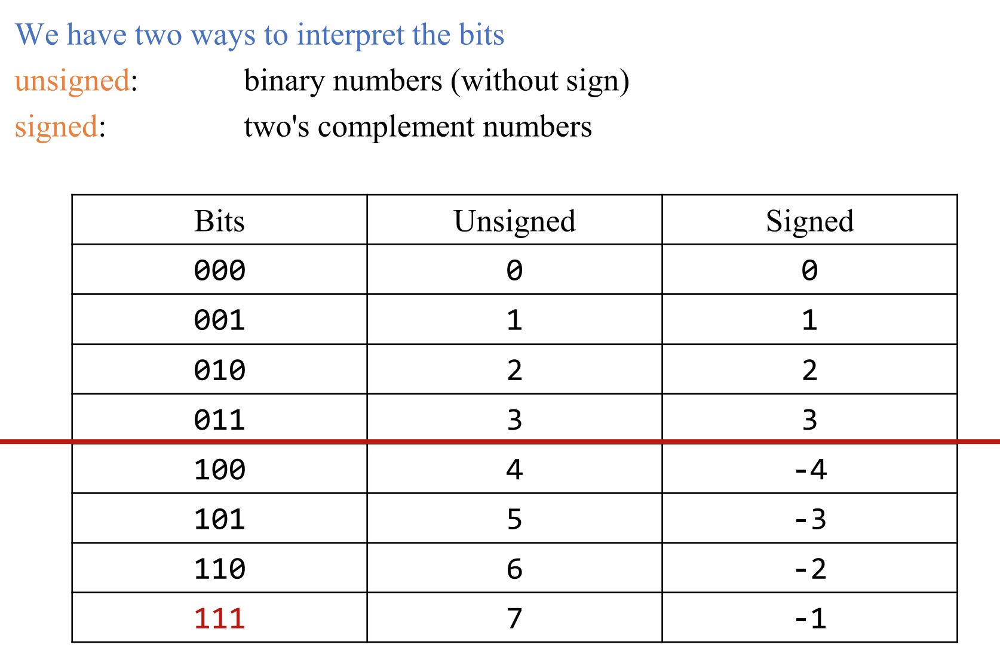 We have two ways to interpret the bits
unsigned: binary numbers (without sign)
signed: two's complement numbers
Bits Unsigned Signed
000 0 0
001 1 1
010 2 2
011 3 3
100 4 -4
101 5 -3
110 6 -2
111 7 -1